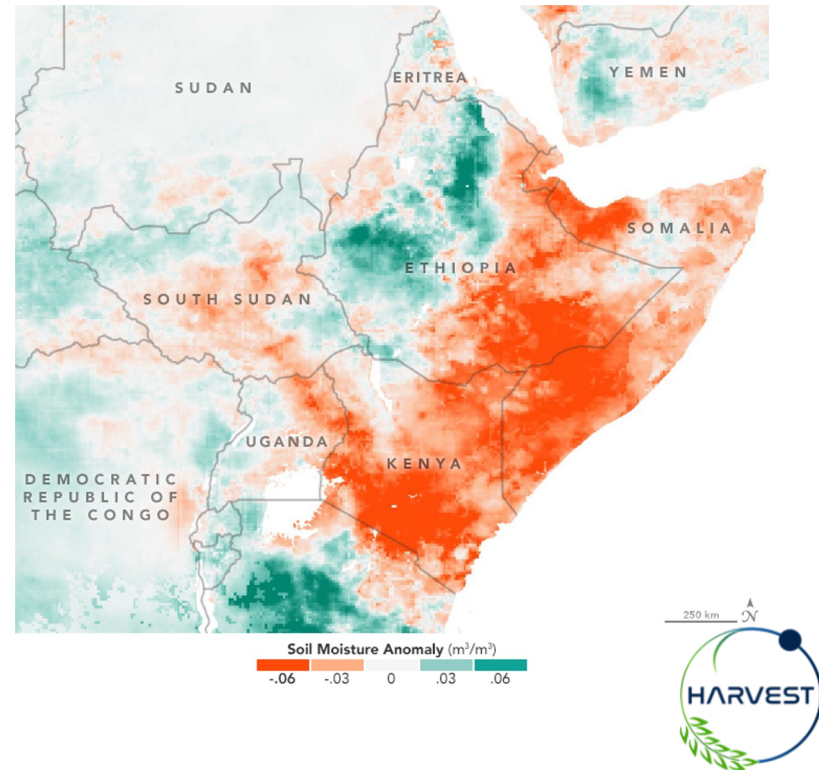 SUDAN
ERITREA
YEMEN
SOMALIA
ETHIOPIA
SOUTH SUDAN
UGANDA
KENYA
DEMOCRATIC
REPUBLIC OF
THE CONGO
250 km
N
Soil Moisture Anomaly (m³/m³)
-.06 -.03 0 .03 .06
HARVEST